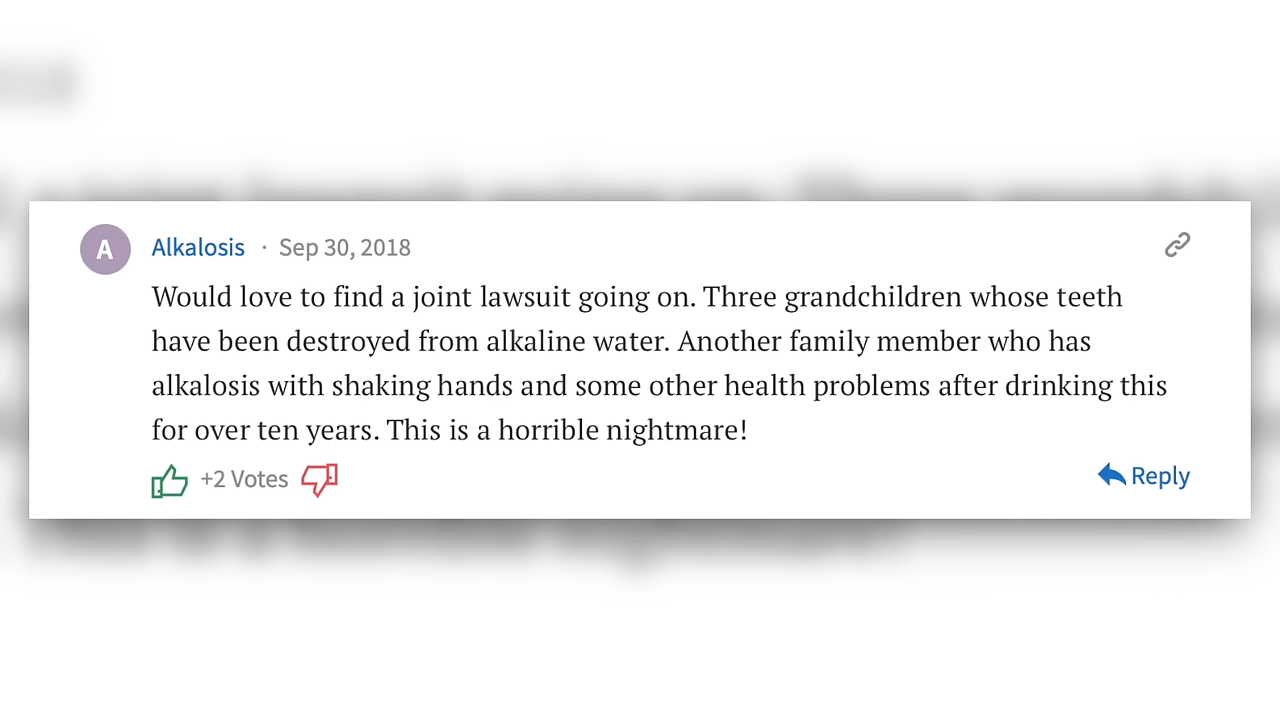 A
Alkalosis · Sep 30, 2018
Would love to find a joint lawsuit going on. Three grandchildren whose teeth
have been destroyed from alkaline water. Another family member who has
alkalosis with shaking hands and some other health problems after drinking this
for over ten years. This is a horrible nightmare!
+2 Votes
Reply